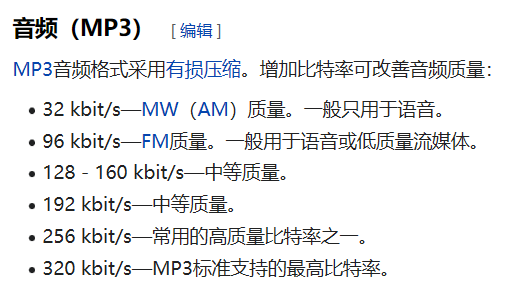 音频（MP3） [ 编辑 ]
MP3音频格式采用有损压缩。增加比特率可改善音频质量：
• 32 kbit/s—MW（AM）质量。一般只用于语音。
• 96 kbit/s—FM质量。一般用于语音或低质量流媒体。
• 128 - 160 kbit/s—中等质量。
• 192 kbit/s—中等质量。
• 256 kbit/s—常用的高质量比特率之一。
• 320 kbit/s—MP3标准支持的最高比特率。